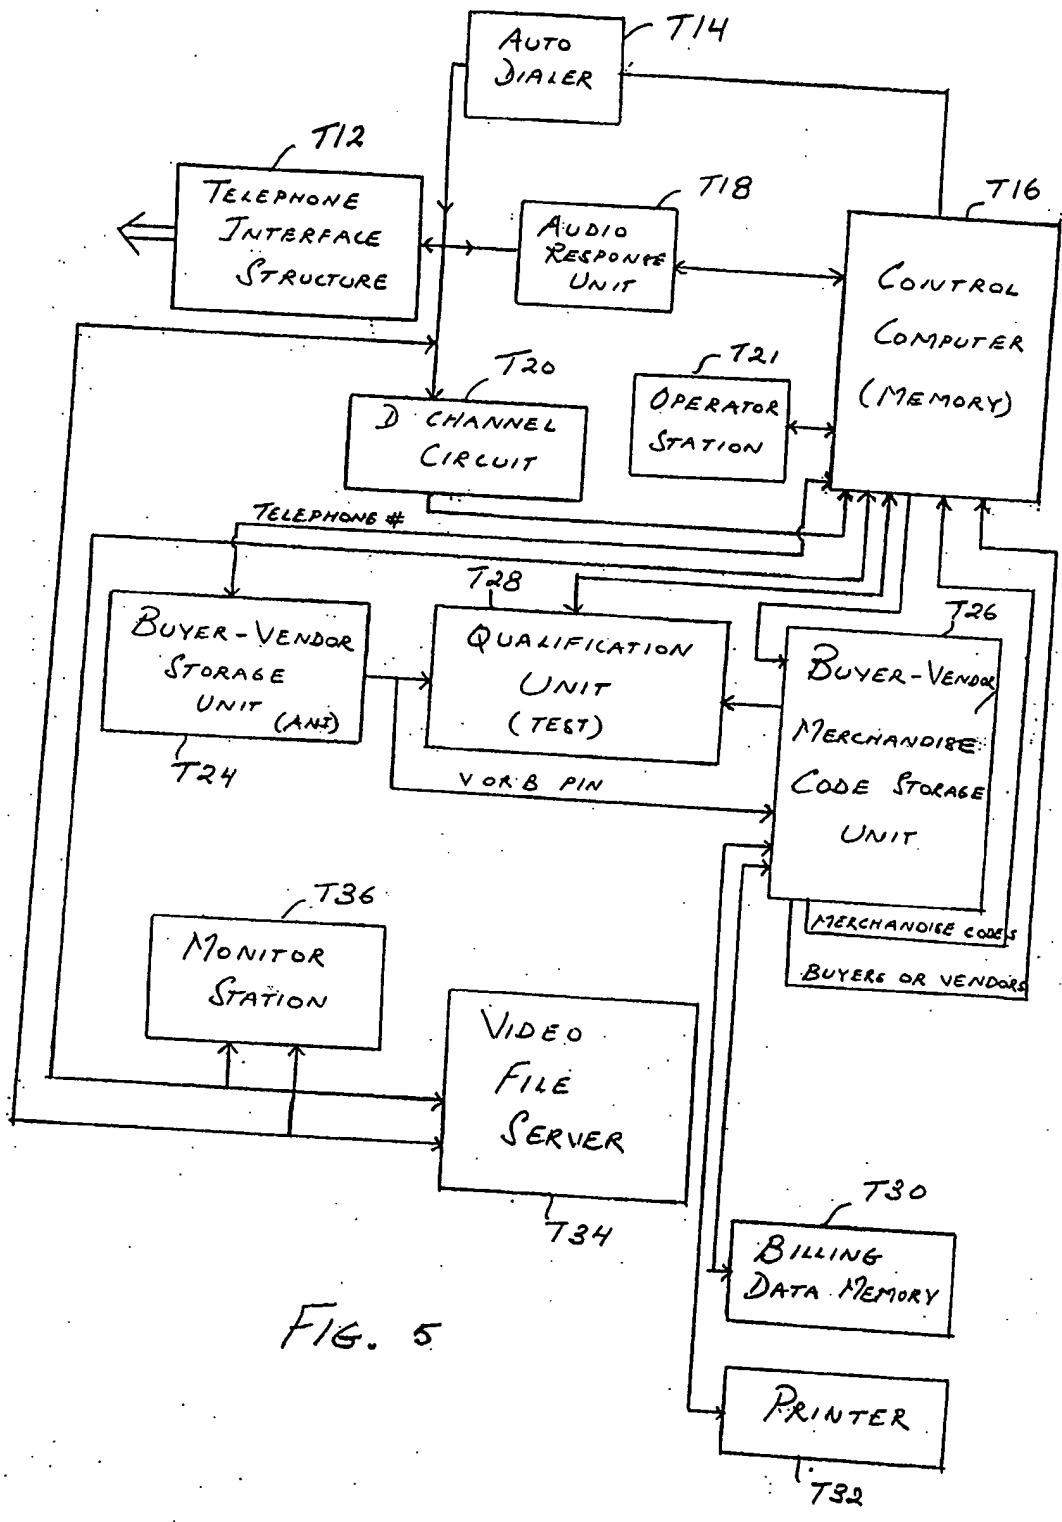 T14
AUTO
DIALER
T12
TELEPHONE
INTERFACE
STRUCTURE
T18
AUDIO
RESPONSE
UNIT
T16
CONTROL
COMPUTER
(MEMORY)
T20
D CHANNEL
CIRCUIT
T21
OPERATOR
STATION
TELEPHONE #
T28
QUALIFICATION
UNIT
(TEST)
BUYER-VENDOR
STORAGE
UNIT
(ANI)
T24
T26
BUYER-VENDOR
MERCHANDISE
CODE STORAGE
UNIT
V OR B PIN
MERCHANDISE CODES
BUYERS OR VENDORS
T36
MONITOR
STATION
VIDEO
FILE
SERVER
T34
T30
BILLING
DATA MEMORY
FIG. 5
PRINTER
T32